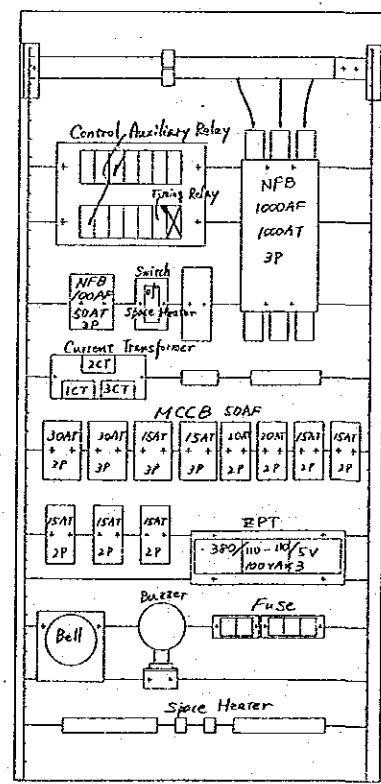 Control Auxiliary Relay
Timing Relay
NFB
1000AF
1000AT
3P
NFB
100AF
50AT
3P
Switch
Space Heater
Current Transformer
2CT
1CT
3CT
MCCB 50AF
30AT
3P
30AT
3P
15AT
3P
15AT
3P
20AT
2P
20AT
2P
15AT
2P
15AT
2P
15AT
2P
15AT
2P
15AT
2P
EPT
380/110-110/5V
100VA×3
Bell
Buzzer
Fuse
Space Heater